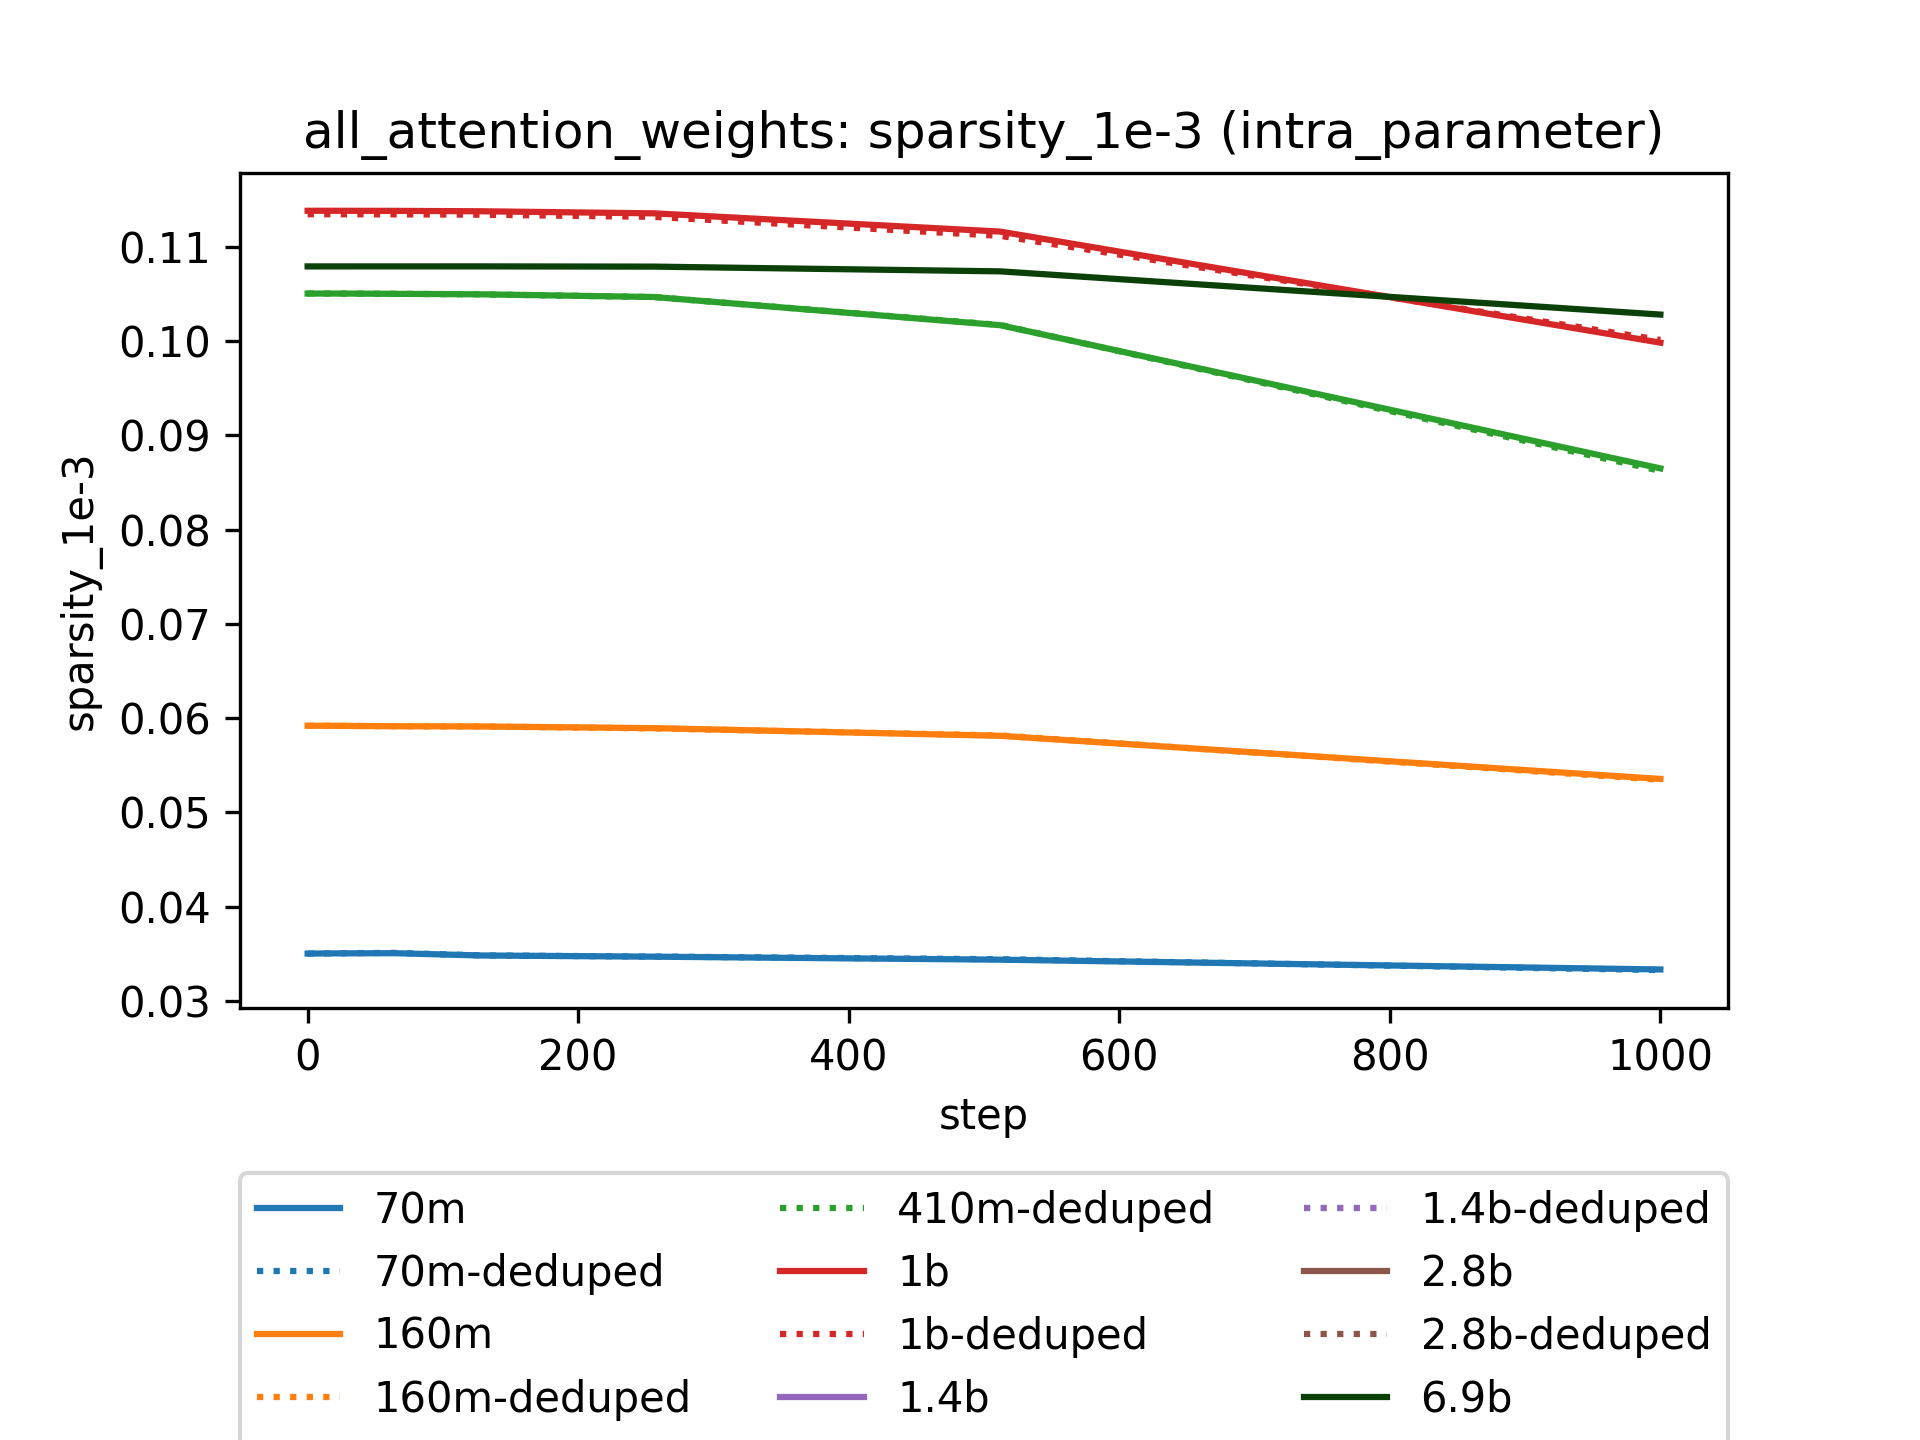 all_attention_weights: sparsity_1e-3 (intra_parameter)
sparsity_1e-3
0.11
0.10
0.09
0.08
0.07
0.06
0.05
0.04
0.03
0 200 400 600 800 1000
step
70m
70m-deduped
160m
160m-deduped
410m-deduped
1b
1b-deduped
1.4b
1.4b-deduped
2.8b
2.8b-deduped
6.9b